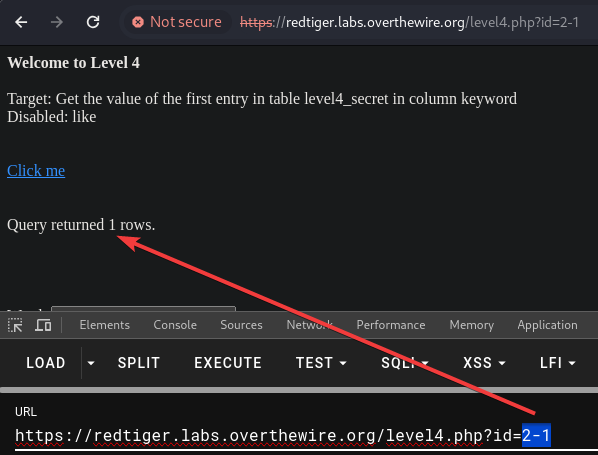 Not secure https://redtiger.labs.overthewire.org/level4.php?id=2-1
Welcome to Level 4
Target: Get the value of the first entry in table level4_secret in column keyword
Disabled: like
Click me
Query returned 1 rows.
Elements Console Sources Network Performance Memory Application
LOAD SPLIT EXECUTE TEST SQLI XSS LFI
URL
https://redtiger.labs.overthewire.org/level4.php?id=2-1